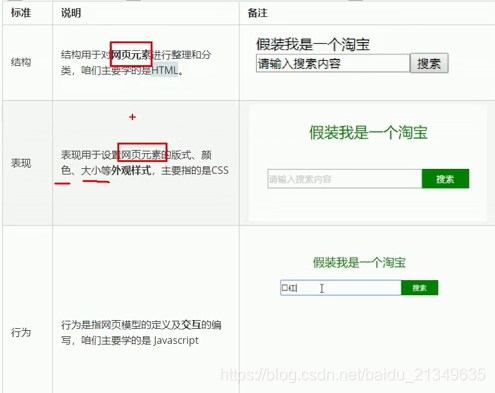 标准 说明 备注
结构
结构用于对网页元素进行整理和分
类，咱们主要学的是HTML。
假装我是一个淘宝
请输入搜索内容 搜索
表现
表现用于设置网页元素的版式、颜
色、大小等外观样式，主要指的是CSS
假装我是一个淘宝
请输入搜索内容 搜索
行为
行为是指网页模型的定义及交互的编
写，咱们主要学的是 Javascript
假装我是一个淘宝
口红 搜索
https://blog.csdn.net/baidu_21349635